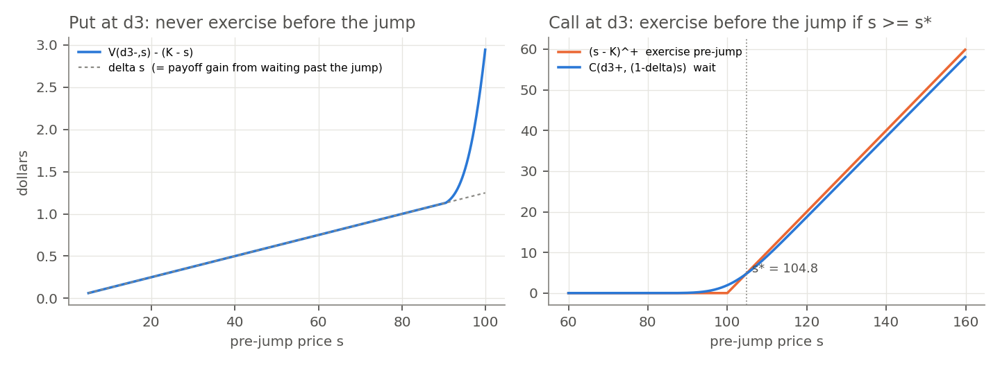 Put at d3: never exercise before the jump
V(d3-,s) - (K - s)
delta s  (= payoff gain from waiting past the jump)
dollars
3.0
2.5
2.0
1.5
1.0
0.5
0.0
20 40 60 80 100
pre-jump price s
Call at d3: exercise before the jump if s >= s*
(s - K)^+  exercise pre-jump
C(d3+, (1-delta)s)  wait
60
50
40
30
20
10
0
s* = 104.8
60 80 100 120 140 160
pre-jump price s